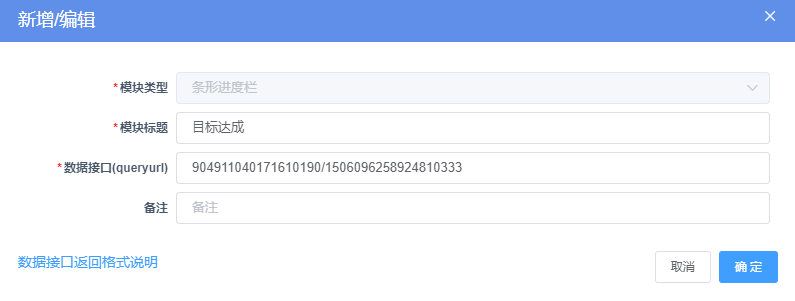 新增/编辑
*模块类型 条形进度栏
*模块标题 目标达成
*数据接口(queryurl) 904911040171610190/1506096258924810333
备注 备注
数据接口返回格式说明 取消 确 定